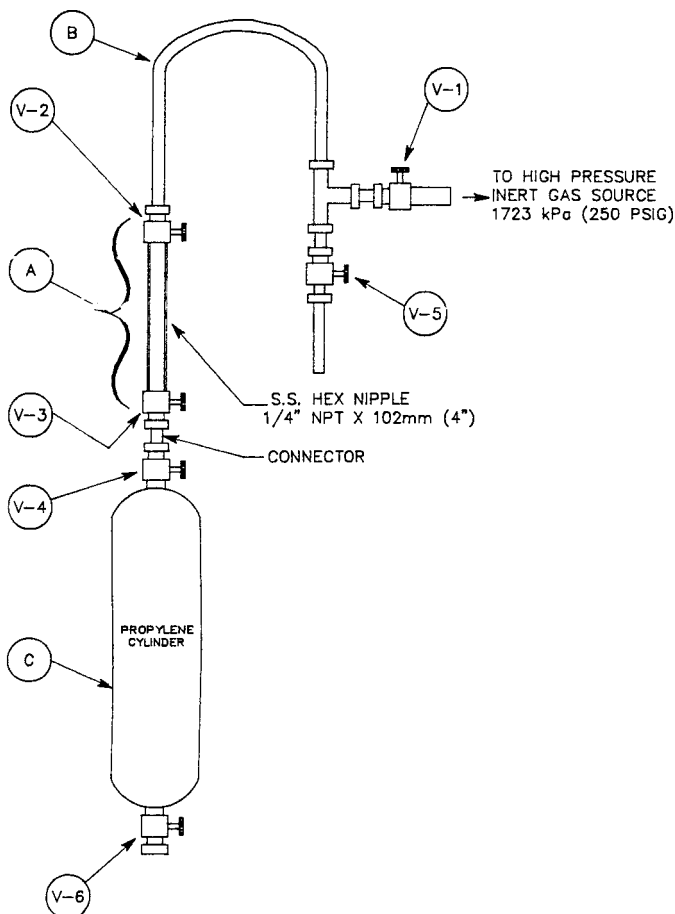 B
V-1
V-2
TO HIGH PRESSURE
INERT GAS SOURCE
1723 kPa (250 PSIG)
A
V-5
S.S. HEX NIPPLE
1/4" NPT X 102mm (4")
V-3
CONNECTOR
V-4
PROPYLENE
CYLINDER
C
V-6